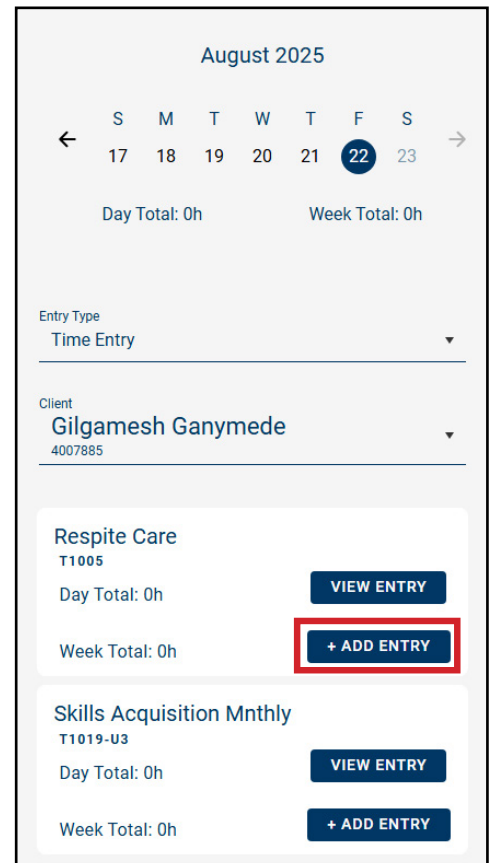 August 2025
S M T W T F S
← 17 18 19 20 21 22 23 →
Day Total: 0h Week Total: 0h
Entry Type
Time Entry
Client
Gilgamesh Ganymede
4007885
Respite Care
T1005
Day Total: 0h VIEW ENTRY
Week Total: 0h + ADD ENTRY
Skills Acquisition Mnthly
T1019-U3
Day Total: 0h VIEW ENTRY
Week Total: 0h + ADD ENTRY